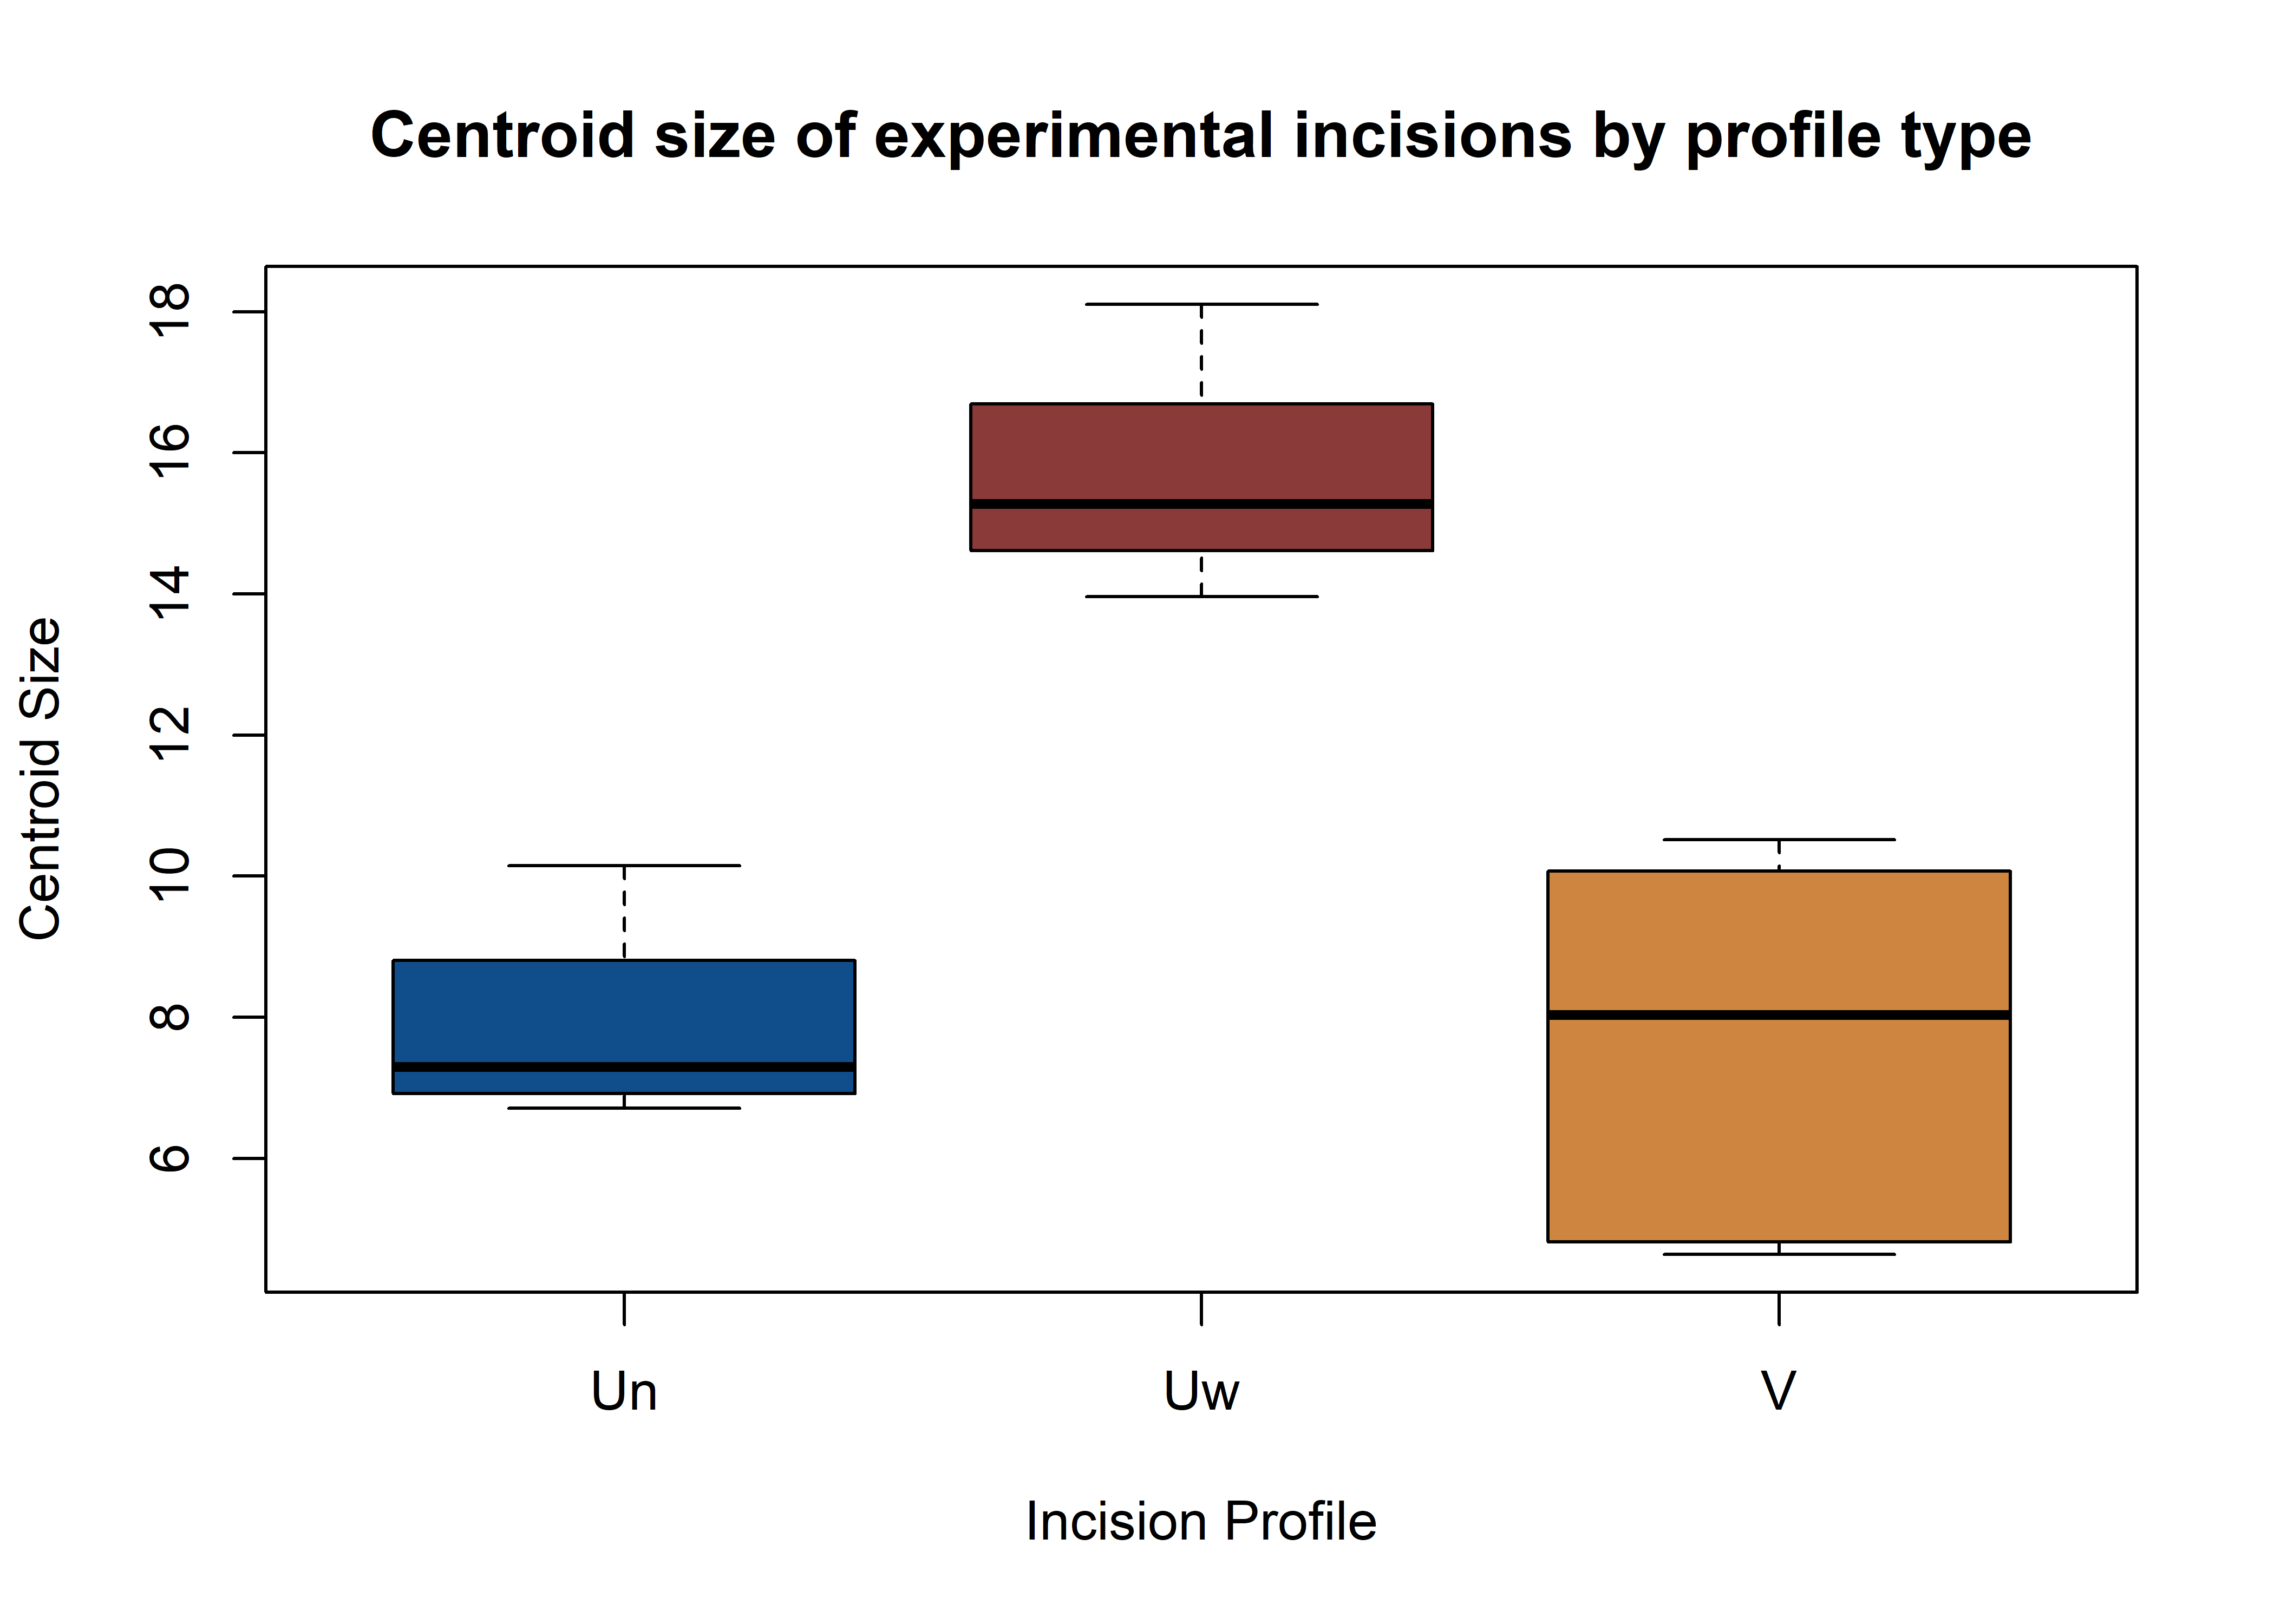 Centroid size of experimental incisions by profile type
Centroid Size
18
16
14
12
10
8
6
Un
Uw
V
Incision Profile